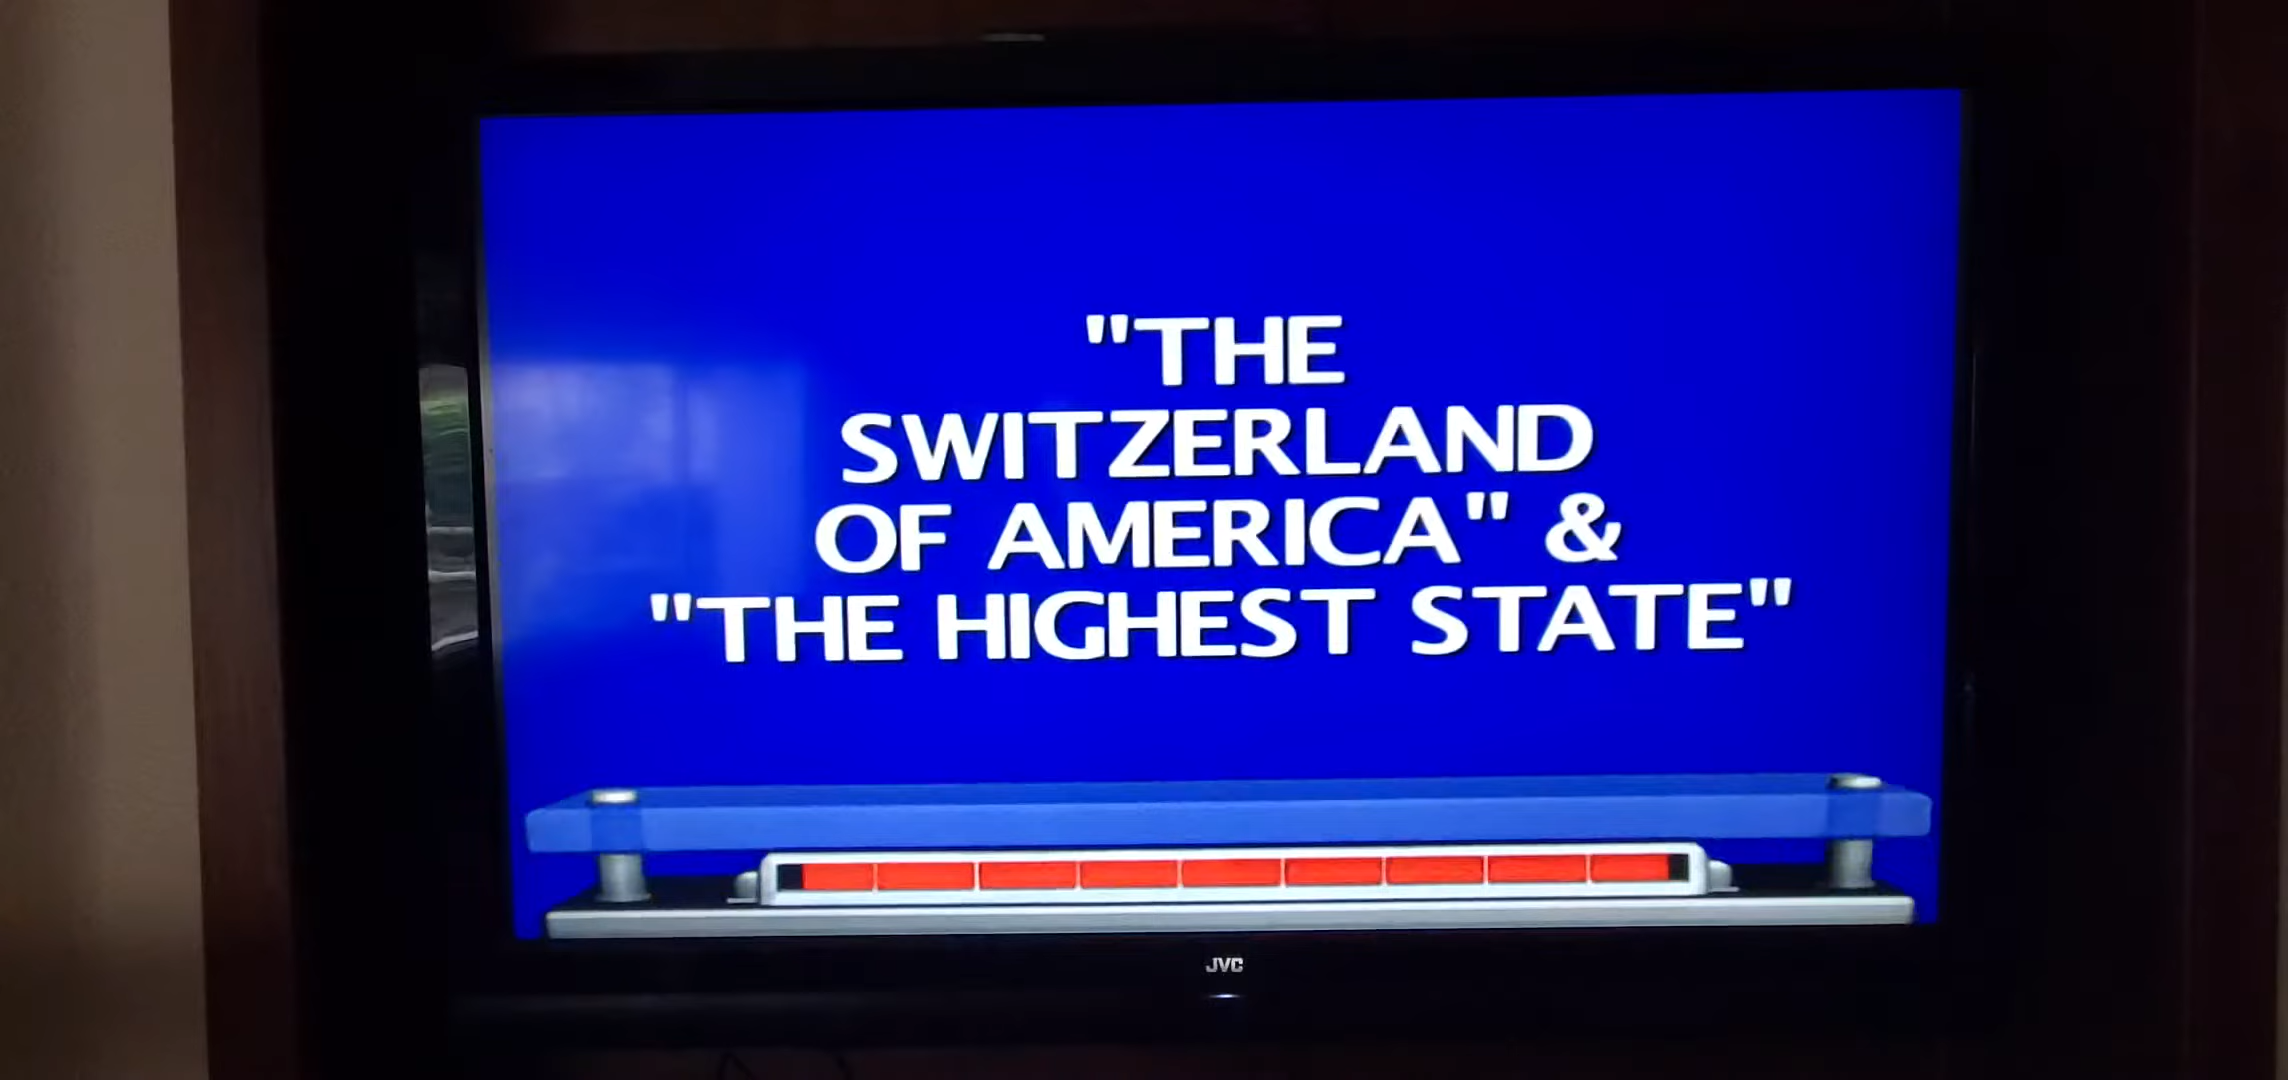 "THE
SWITZERLAND
OF AMERICA" &
"THE HIGHEST STATE"
JVC